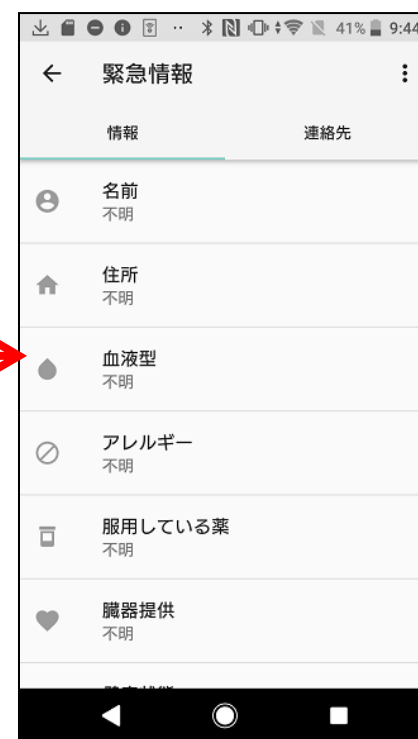 41% 9:44
緊急情報
情報 連絡先
名前
不明
住所
不明
血液型
不明
アレルギー
不明
服用している薬
不明
臓器提供
不明